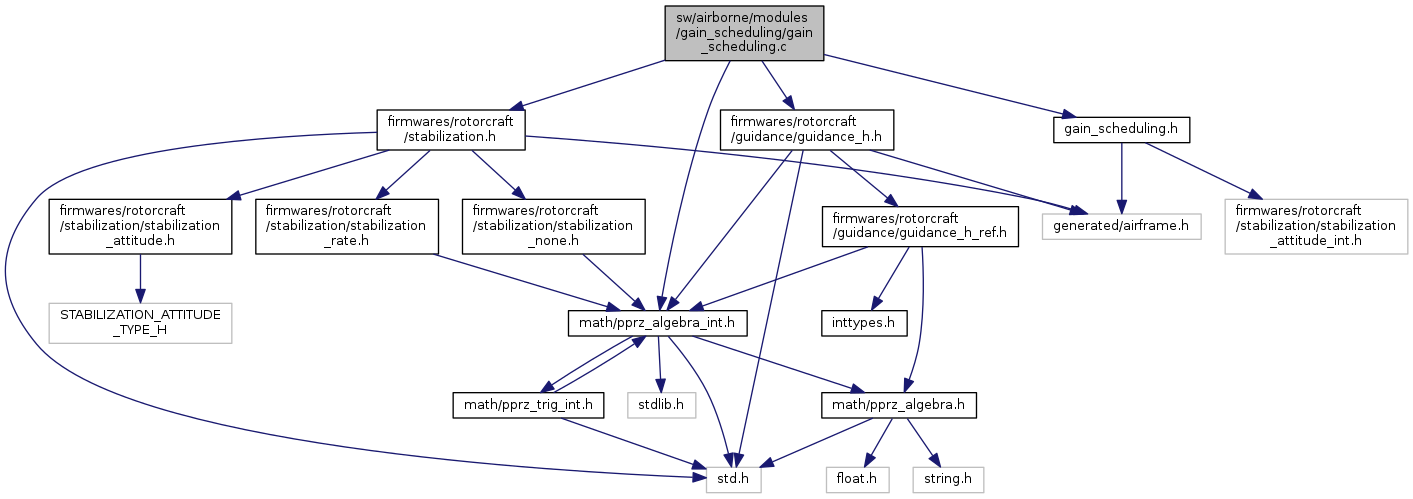 sw/airborne/modules
/gain_scheduling/gain
_scheduling.c
firmwares/rotorcraft
/stabilization.h
firmwares/rotorcraft
/guidance/guidance_h.h
gain_scheduling.h
firmwares/rotorcraft
/stabilization/stabilization
_attitude.h
firmwares/rotorcraft
/stabilization/stabilization
_rate.h
firmwares/rotorcraft
/stabilization/stabilization
_none.h
firmwares/rotorcraft
/guidance/guidance_h_ref.h
generated/airframe.h
firmwares/rotorcraft
/stabilization/stabilization
_attitude_int.h
STABILIZATION_ATTITUDE
_TYPE_H
math/pprz_algebra_int.h
inttypes.h
math/pprz_trig_int.h
stdlib.h
math/pprz_algebra.h
std.h
float.h
string.h